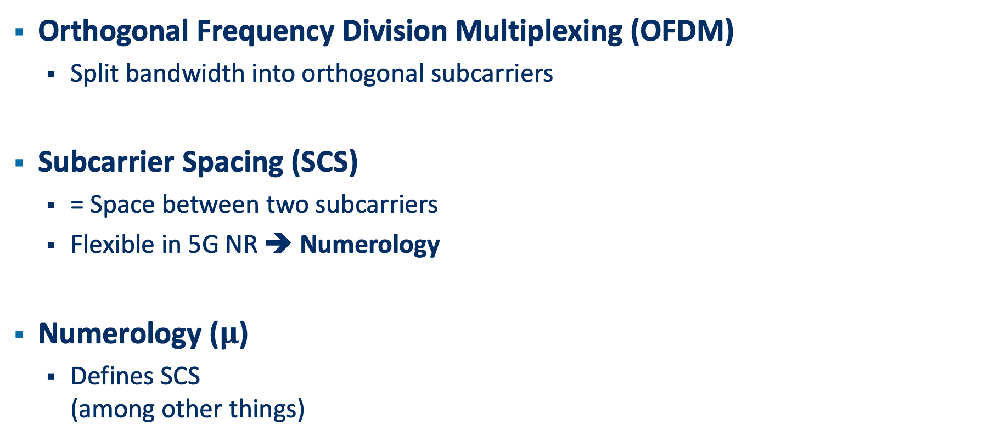 ▪ Orthogonal Frequency Division Multiplexing (OFDM)
▪ Split bandwidth into orthogonal subcarriers
▪ Subcarrier Spacing (SCS)
▪ = Space between two subcarriers
▪ Flexible in 5G NR 🡺 Numerology
▪ Numerology (µ)
▪ Defines SCS
(among other things)